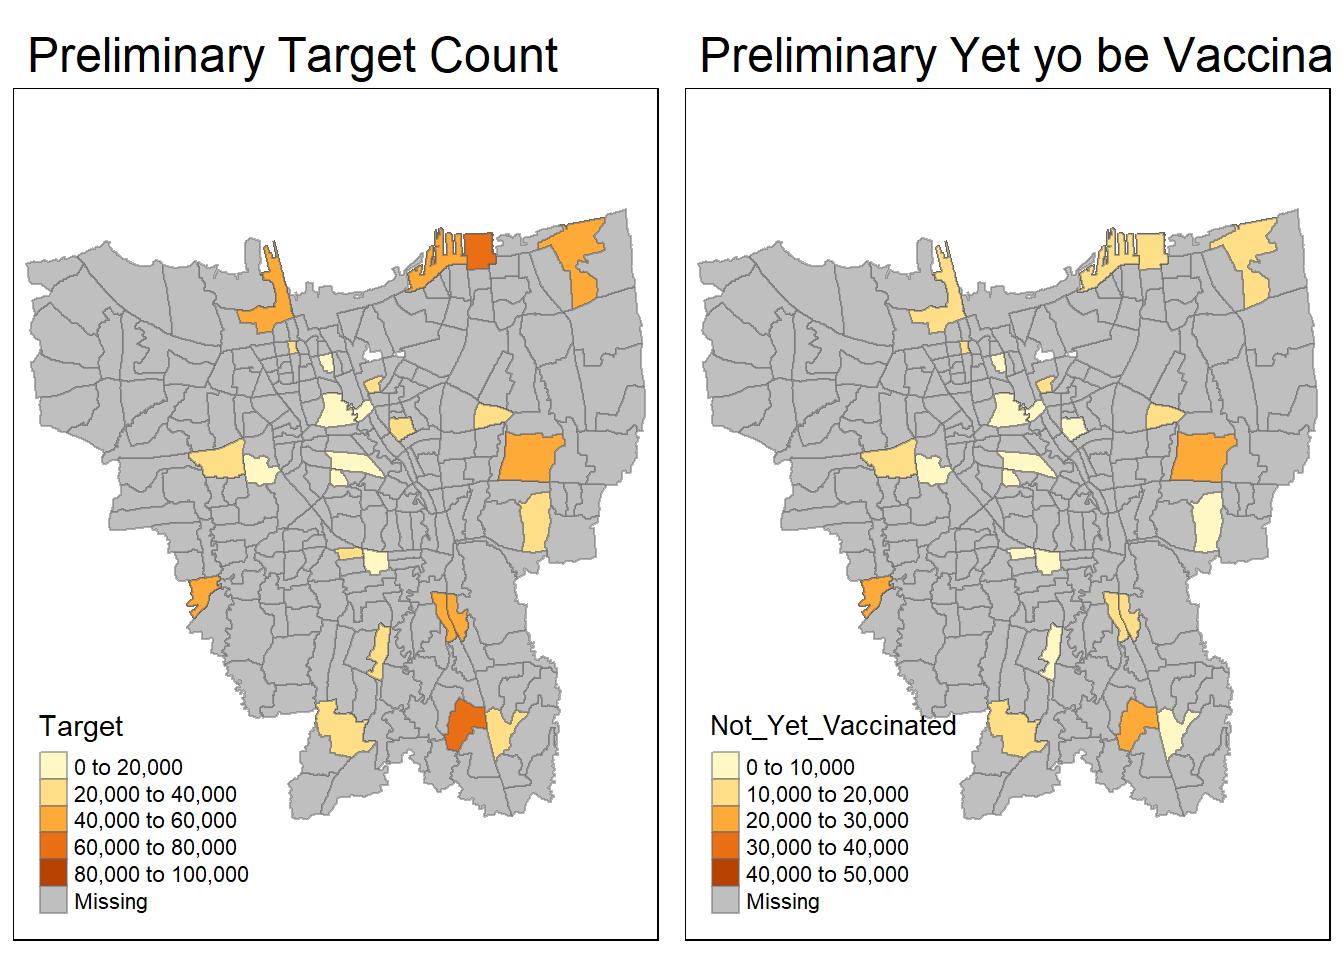 Preliminary Target Count
Preliminary Yet yo be Vaccina
Target
0 to 20,000
20,000 to 40,000
40,000 to 60,000
60,000 to 80,000
80,000 to 100,000
Missing
Not_Yet_Vaccinated
0 to 10,000
10,000 to 20,000
20,000 to 30,000
30,000 to 40,000
40,000 to 50,000
Missing